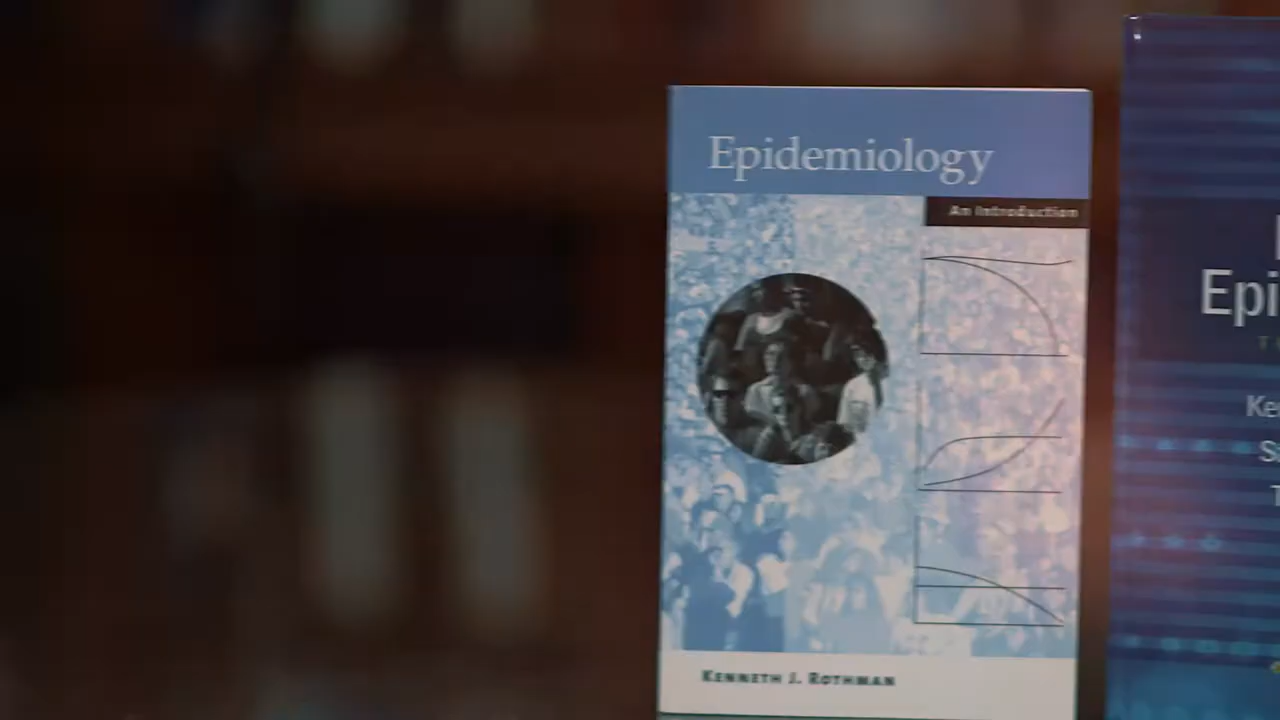 Epidemiology
An Introduction
KENNETH J. ROTHMAN
Epi
Ke
S
T